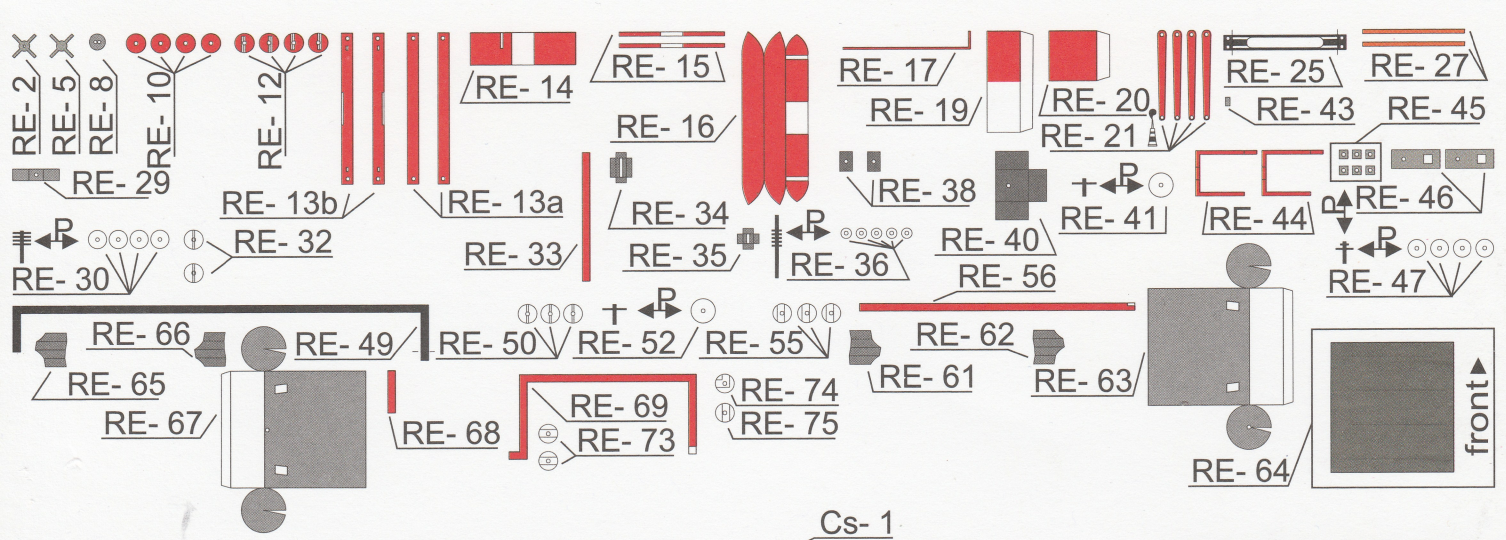 RE- 2
RE- 5
RE- 8
RE- 10
RE- 12
RE- 14
RE- 15
RE- 16
RE- 17
RE- 19
RE- 20
RE- 21
RE- 25
RE- 27
RE- 43
RE- 45
RE- 29
RE- 13b
RE- 13a
RE- 34
RE- 38
P
RE- 41
RE- 44
RE- 46
P
P
RE- 30
RE- 32
RE- 33
RE- 35
P
RE- 36
RE- 40
P
RE- 47
RE- 56
RE- 66
RE- 49
RE- 50
P
RE- 52
RE- 55
RE- 62
RE- 65
RE- 67
RE- 68
RE- 69
RE- 73
RE- 74
RE- 75
RE- 61
RE- 63
RE- 64
front
Cs- 1